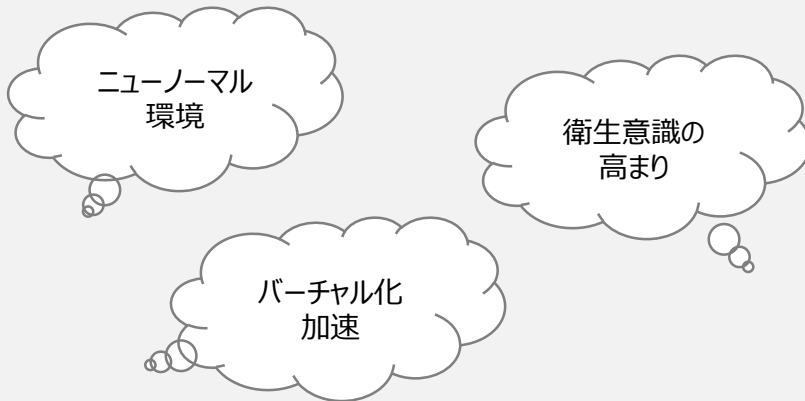 ニューノーマル
環境
衛生意識の
高まり
バーチャル化
加速